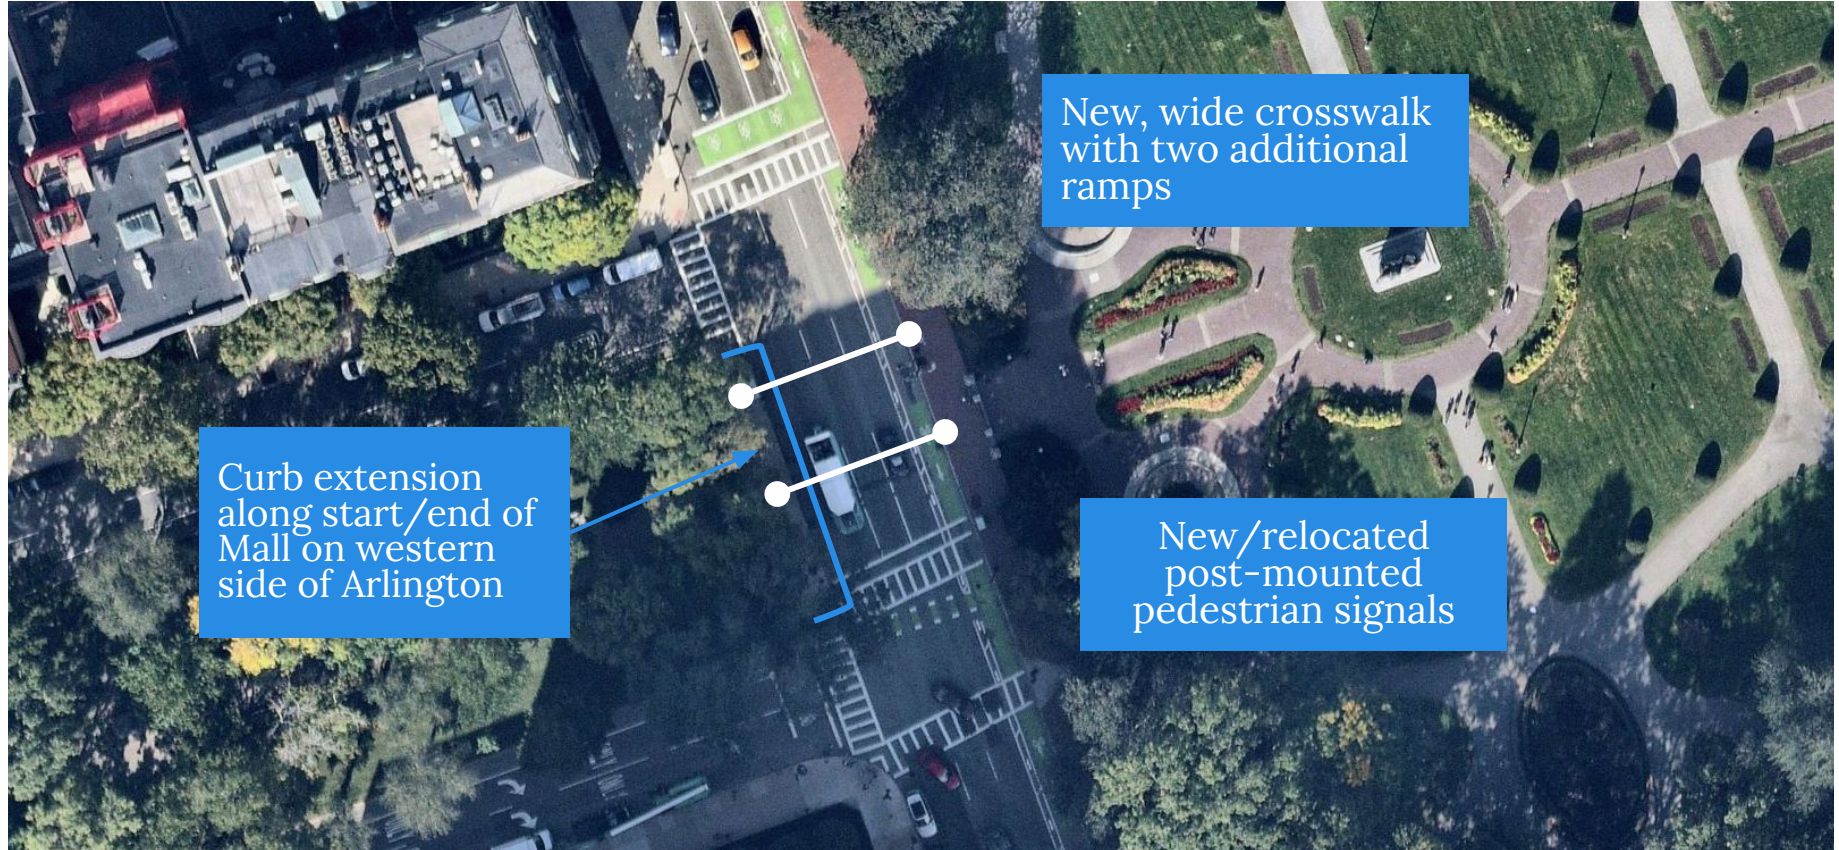 New, wide crosswalk
with two additional
ramps
Curb extension
along start/end of
Mall on western
side of Arlington
New/relocated
post-mounted
pedestrian signals